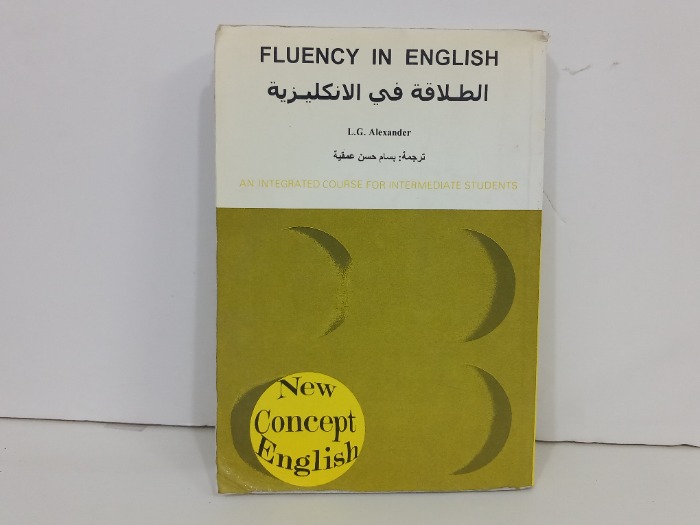 FLUENCY IN ENGLISH
الطلاقة في الانكليزية
L.G. Alexander
ترجمة: بسام حسن عمقية
AN INTEGRATED COURSE FOR INTERMEDIATE STUDENTS
New
Concept
English